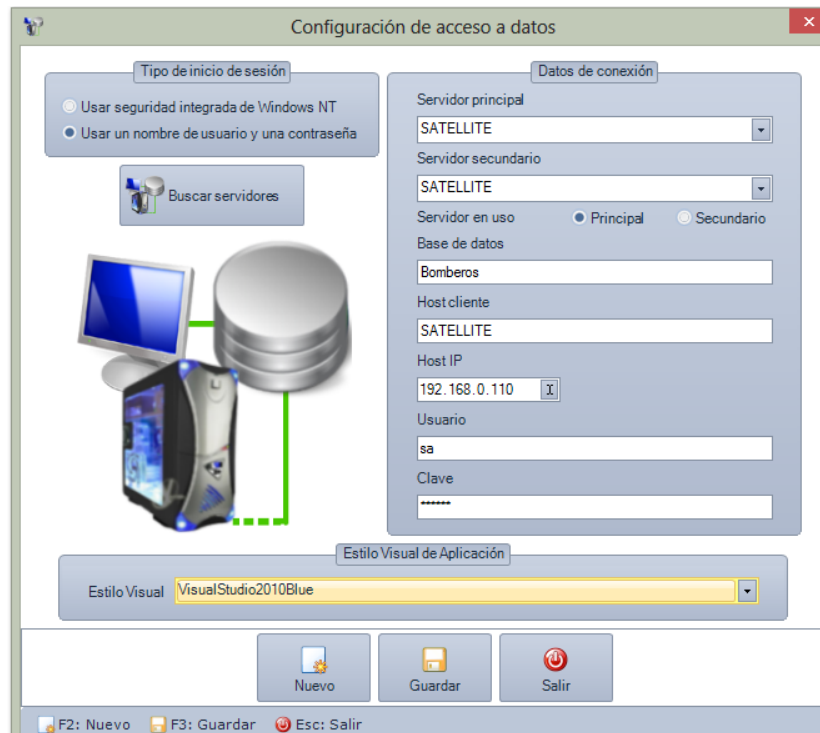 Configuración de acceso a datos
Tipo de inicio de sesión
Usar seguridad integrada de Windows NT
Usar un nombre de usuario y una contraseña
Buscar servidores
Datos de conexión
Servidor principal
SATELLITE
Servidor secundario
SATELLITE
Servidor en uso Principal Secundario
Base de datos
Bomberos
Host cliente
SATELLITE
Host IP
192.168.0.110
Usuario
sa
Clave
******
Estilo Visual de Aplicación
Estilo Visual VisualStudio2010Blue
Nuevo Guardar Salir
F2: Nuevo F3: Guardar Esc: Salir